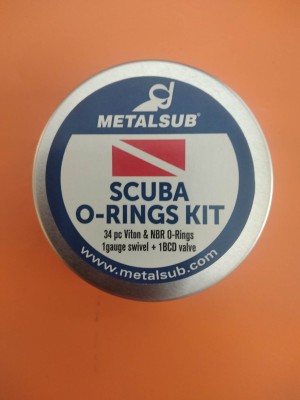 METALSUB®
SCUBA
O-RINGS KIT
34 pc Viton & NBR O-Rings
1gauge swivel + 1BCD valve
www.metalsub.com